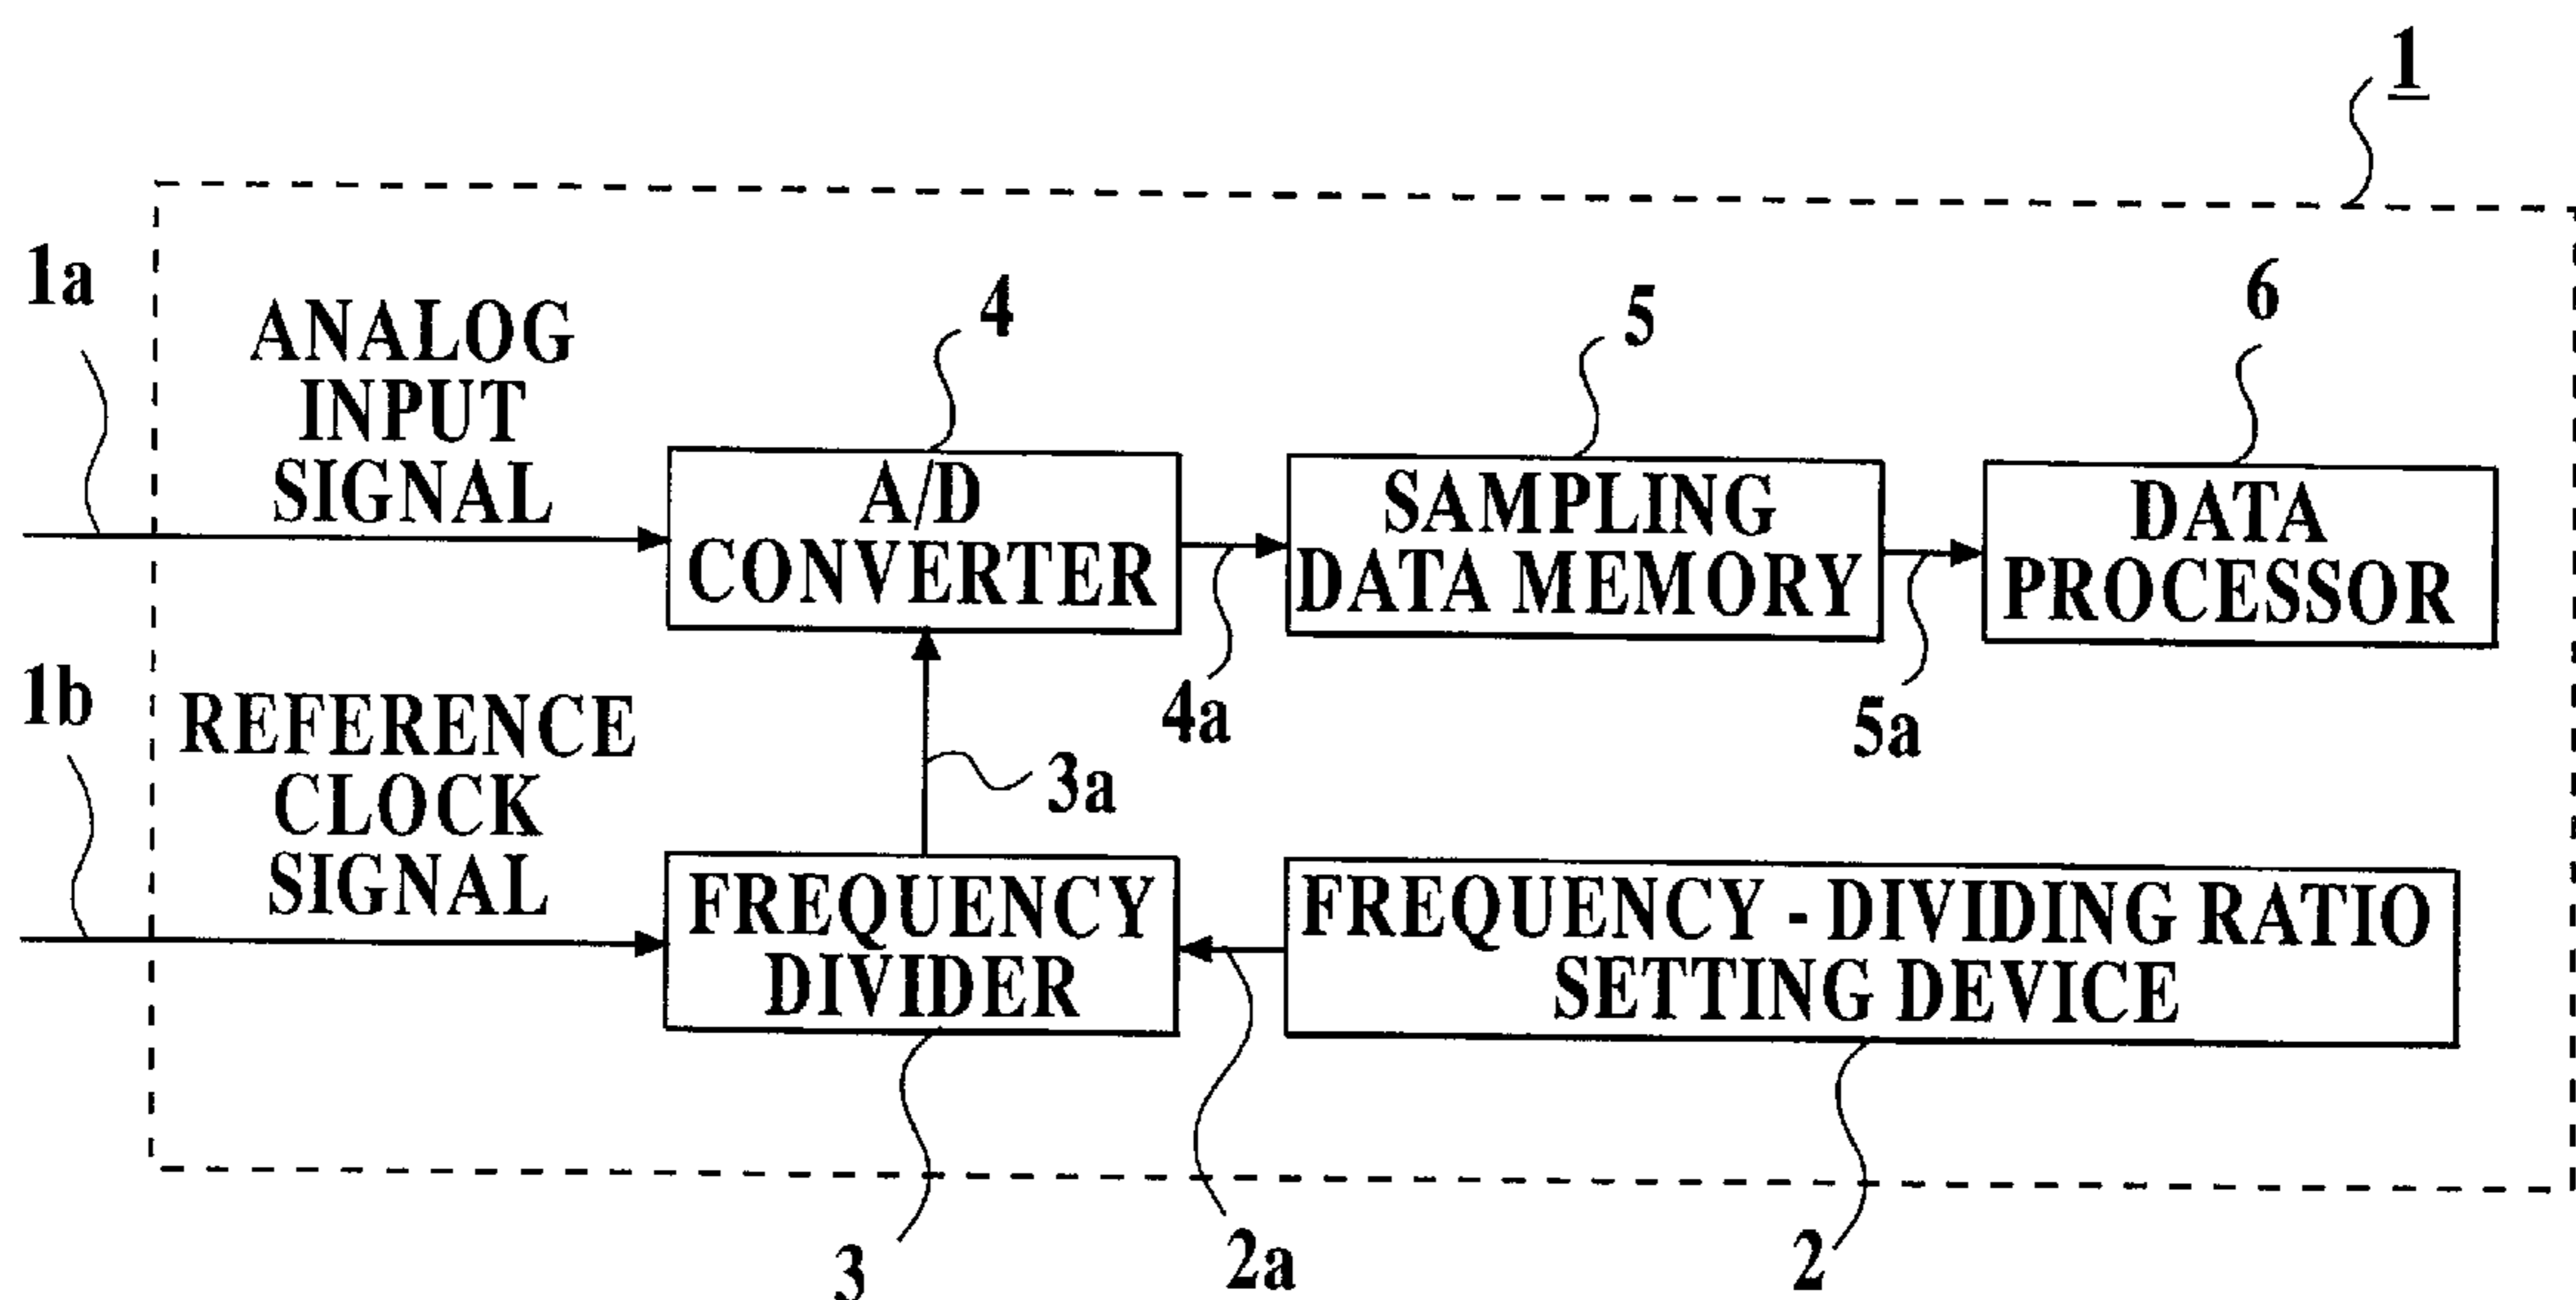 1
1a
ANALOG
INPUT
SIGNAL
4
5
6
A/D
CONVERTER
SAMPLING
DATA MEMORY
DATA
PROCESSOR
1b
REFERENCE
CLOCK
SIGNAL
4a
5a
3a
FREQUENCY
DIVIDER
FREQUENCY - DIVIDING RATIO
SETTING DEVICE
3
2a
2